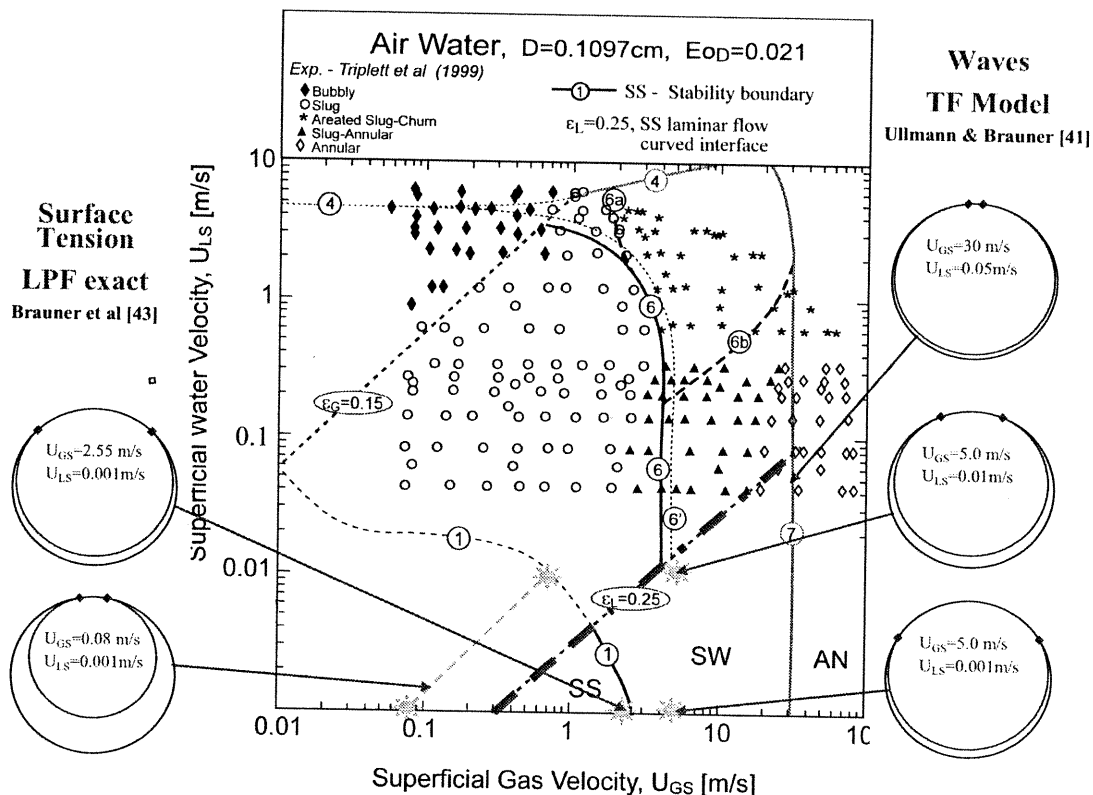 Air Water, D=0.1097cm, EoD=0.021
Exp. - Triplett et al (1999)
Bubbly
Slug
Areated Slug-Churn
Slug-Annular
Annular
1 SS - Stability boundary
εL=0.25, SS laminar flow
curved interface
Waves
TF Model
Ullmann & Brauner [41]
Surface
Tension
LPF exact
Brauner et al [43]
UGS=2.55 m/s
ULS=0.001m/s
UGS=0.08 m/s
ULS=0.001m/s
UGS=30 m/s
ULS=0.05m/s
UGS=5.0 m/s
ULS=0.01m/s
UGS=5.0 m/s
ULS=0.001m/s
Superficial Water Velocity, ULS [m/s]
10
1
0.1
0.01
4
4
6a
6
6b
εG=0.15
6
6'
7
1
εL=0.25
1
SS
SW
AN
0.01
0.1
1
10
10
Superficial Gas Velocity, UGS [m/s]